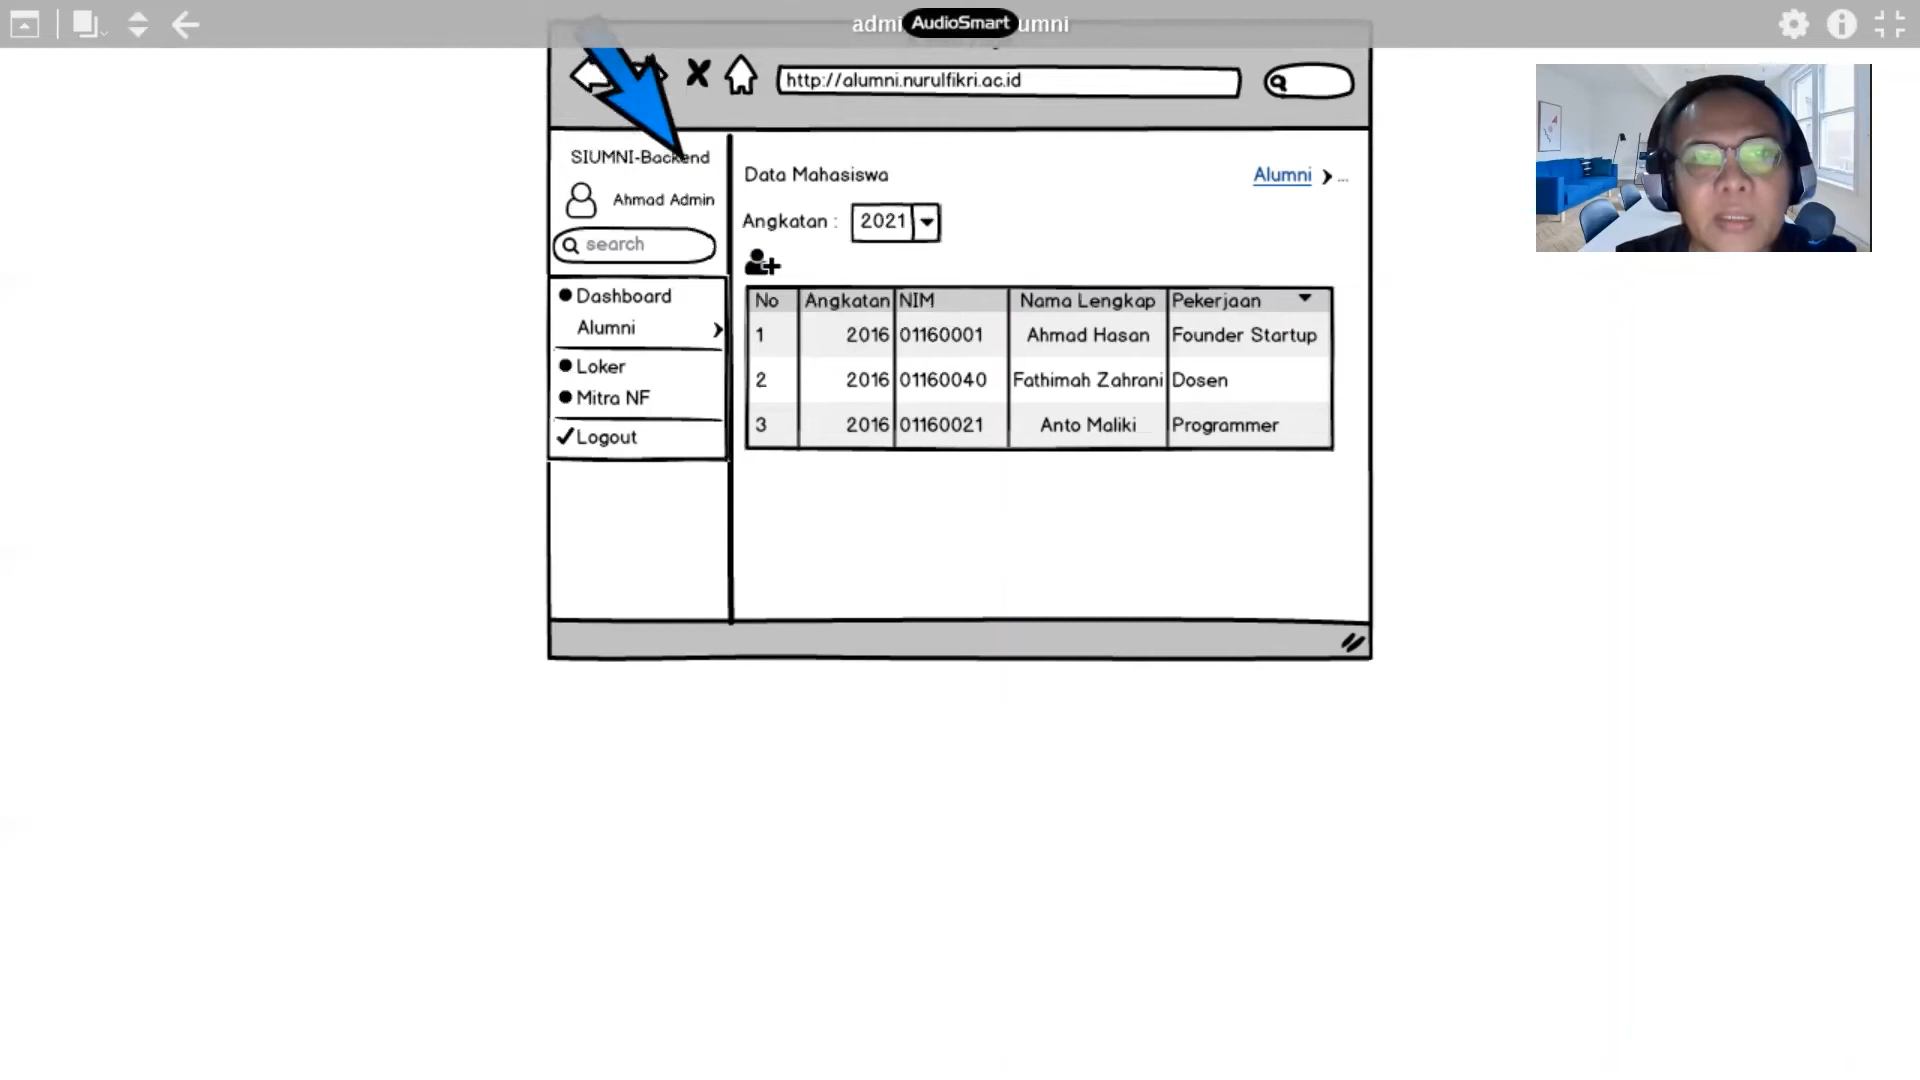 admi AudioSmart umni
http://alumni.nurulfikri.ac.id
SIUMNI-Backend
Ahmad Admin
search
Dashboard
Alumni
Loker
Mitra NF
Logout
Data Mahasiswa
Alumni ...
Angkatan : 2021
No Angkatan NIM Nama Lengkap Pekerjaan
1 2016 01160001 Ahmad Hasan Founder Startup
2 2016 01160040 Fathimah Zahrani Dosen
3 2016 01160021 Anto Maliki Programmer